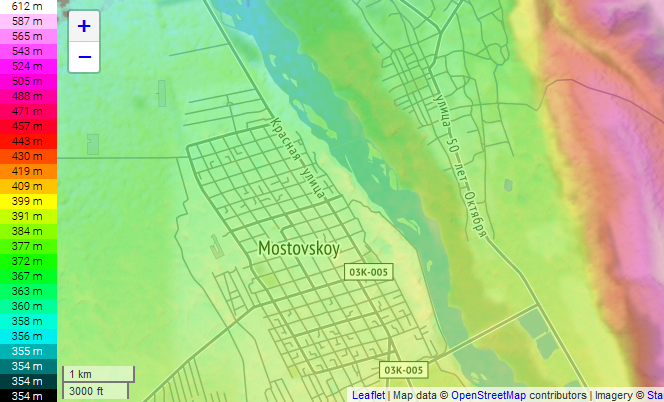 612 m
587 m
565 m
543 m
524 m
505 m
488 m
471 m
457 m
443 m
430 m
419 m
409 m
399 m
391 m
384 m
377 m
372 m
367 m
363 m
360 m
358 m
356 m
355 m
354 m
354 m
354 m
+
−
Красная улица
улица 50 лет Октября
Mostovskoy
03К-005
03К-005
1 km
3000 ft
Leaflet | Map data © OpenStreetMap contributors | Imagery © Sta